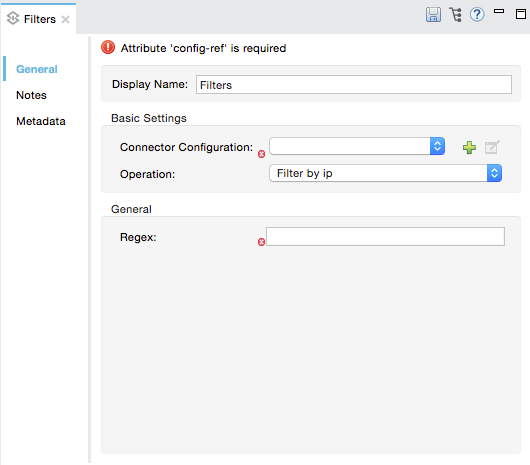 Filters
Attribute 'config-ref' is required
General
Notes
Metadata
Display Name: Filters
Basic Settings
Connector Configuration:
Operation: Filter by ip
General
Regex: